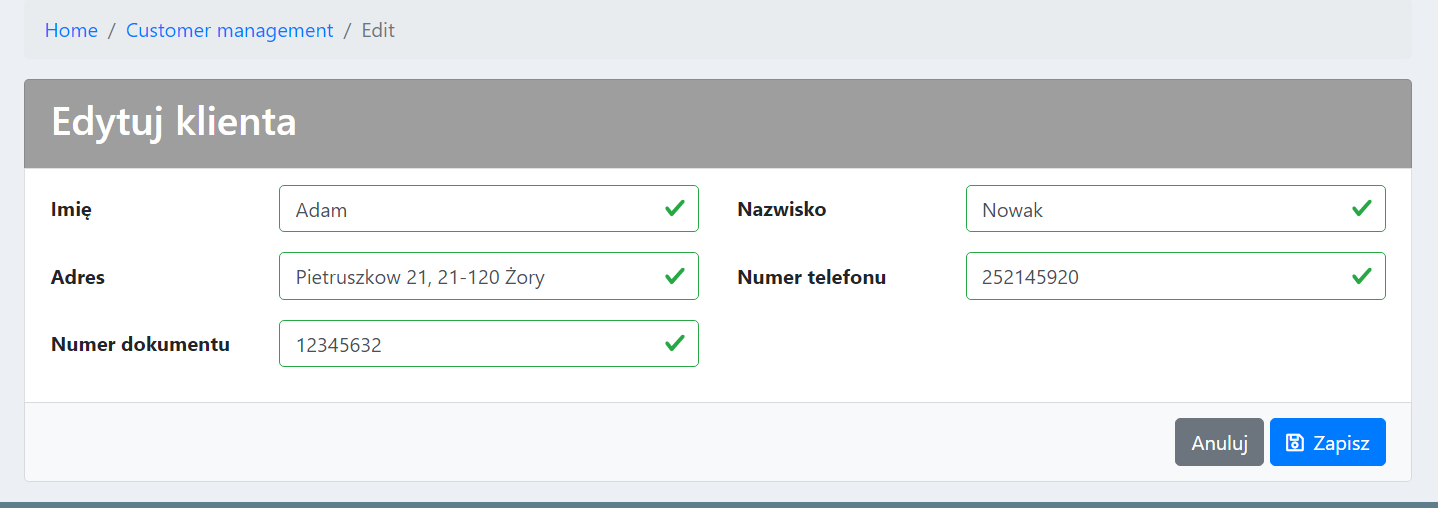 Home / Customer management / Edit
Edytuj klienta
Imię Adam Nazwisko Nowak
Adres Pietruszkow 21, 21-120 Żory Numer telefonu 252145920
Numer dokumentu 12345632
Anuluj Zapisz